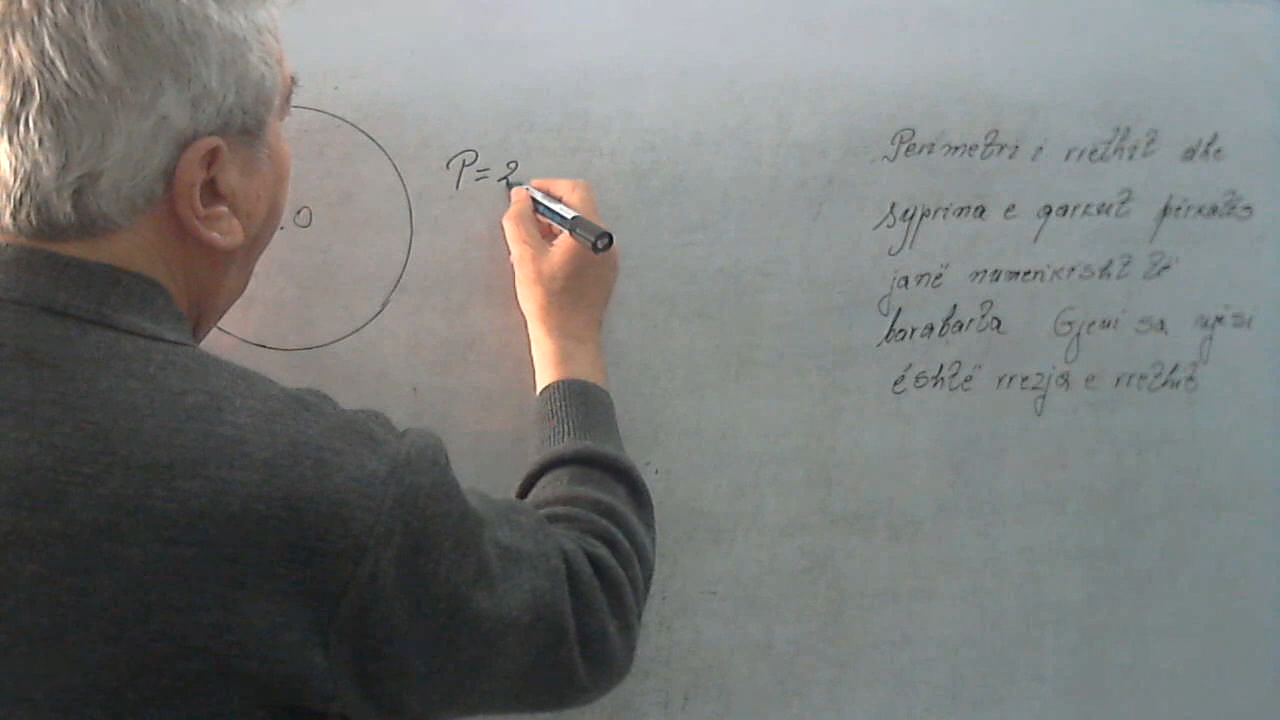 O
P=2
Perimetri i rrethit dhe
syprina e qarkut përkatës
janë numerikisht të
barabarta Gjeni sa njësi
është rrezja e rrethit